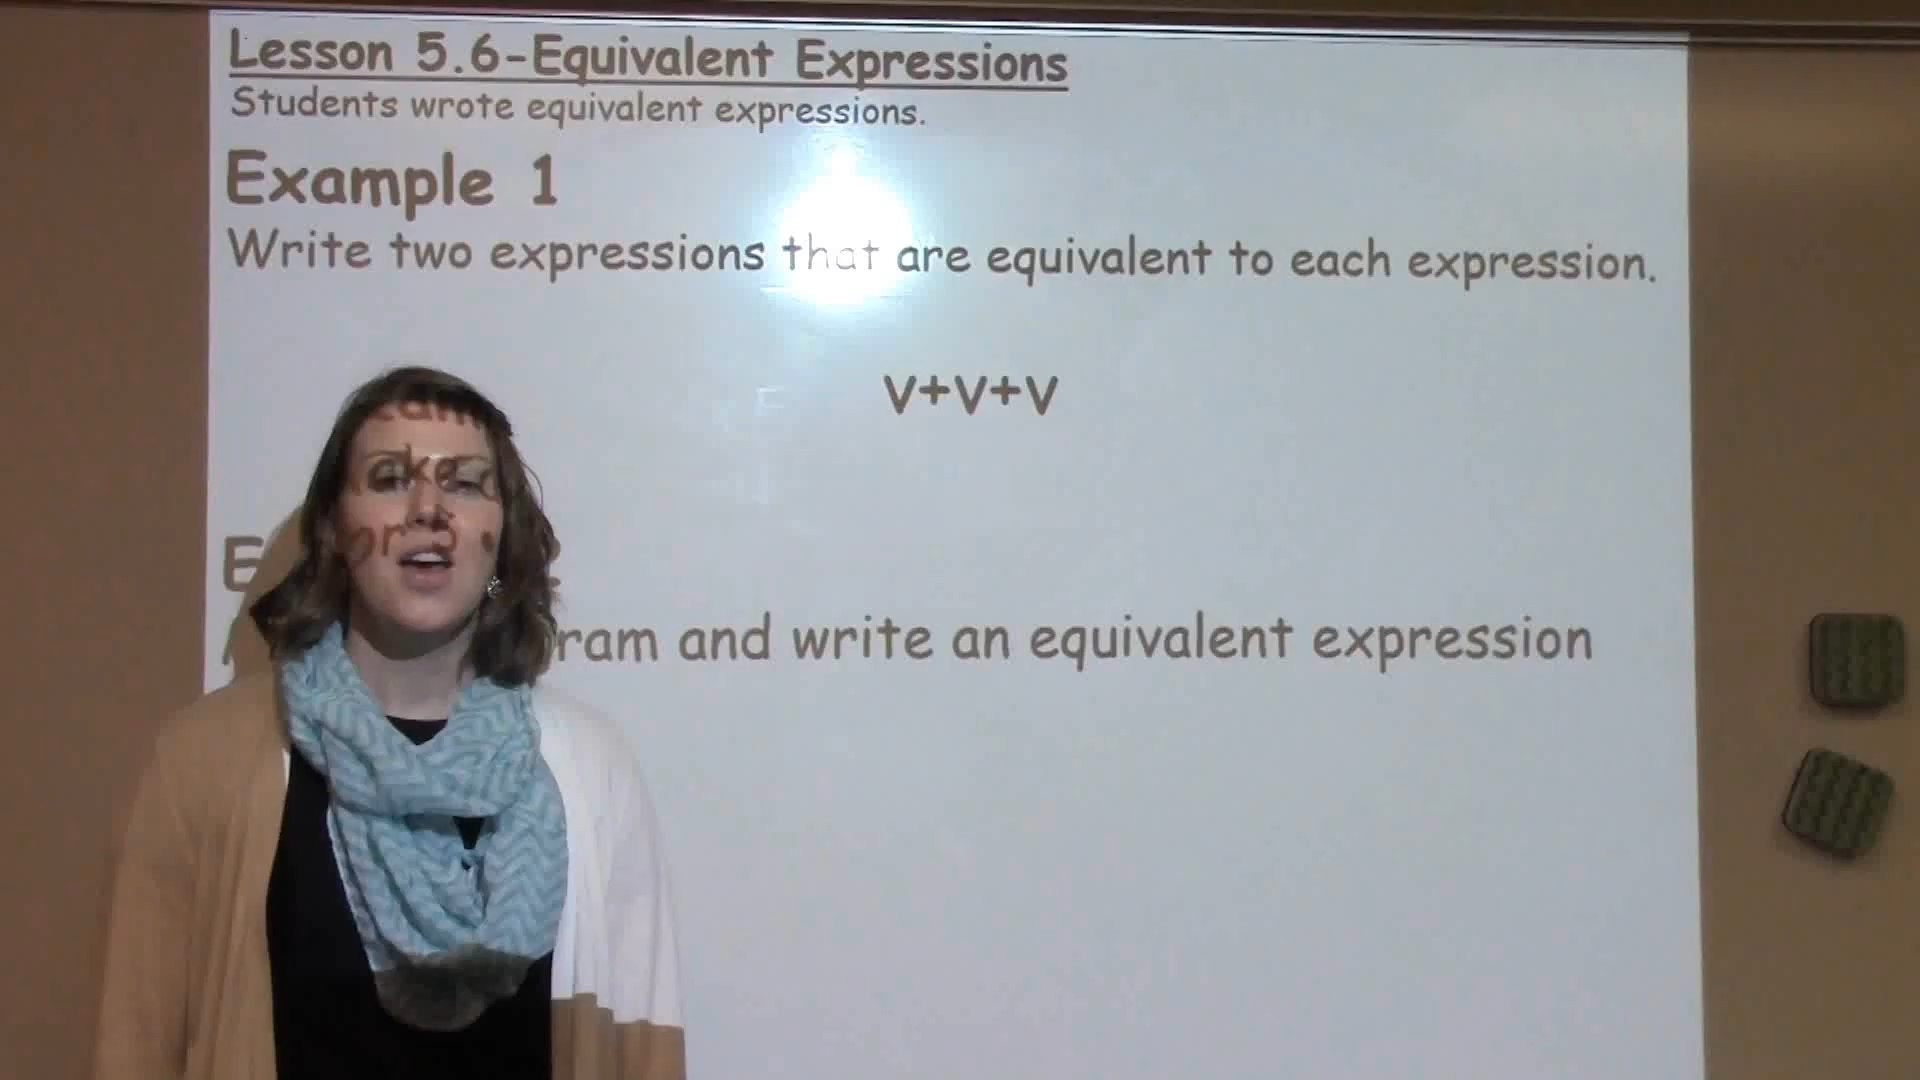 Lesson 5.6-Equivalent Expressions
Students wrote equivalent expressions.
Example 1
Write two expressions that are equivalent to each expression.
v+v+v
and write an equivalent expression